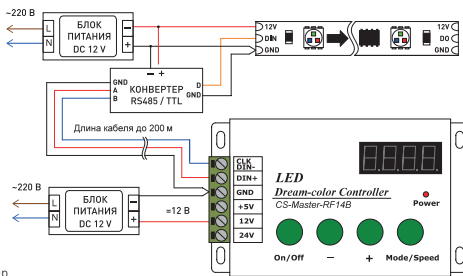 ~220 В
L
N
БЛОК
ПИТАНИЯ
DC 12 V
−
+
12V
DIN
GND
12V
DO
GND
− +
GND
A
B
КОНВЕРТЕР
RS485 / TTL
D
GND
Длина кабеля до 200 м
~220 В
L
N
БЛОК
ПИТАНИЯ
DC 12 V
−
+
=12 В
CLK
DIN-
DIN+
GND
+5V
12V
24V
LED
Dream-color Controller
CS-Master-RF14B
Power
On/Off
−
+
Mode/Speed
р